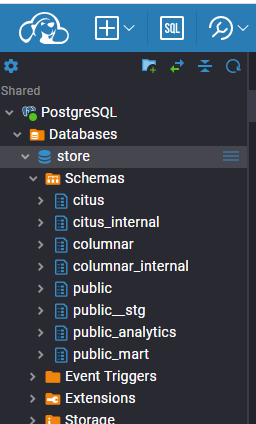 SQL
Shared
PostgreSQL
Databases
store
Schemas
citus
citus_internal
columnar
columnar_internal
public
public__stg
public_analytics
public_mart
Event Triggers
Extensions
Storage